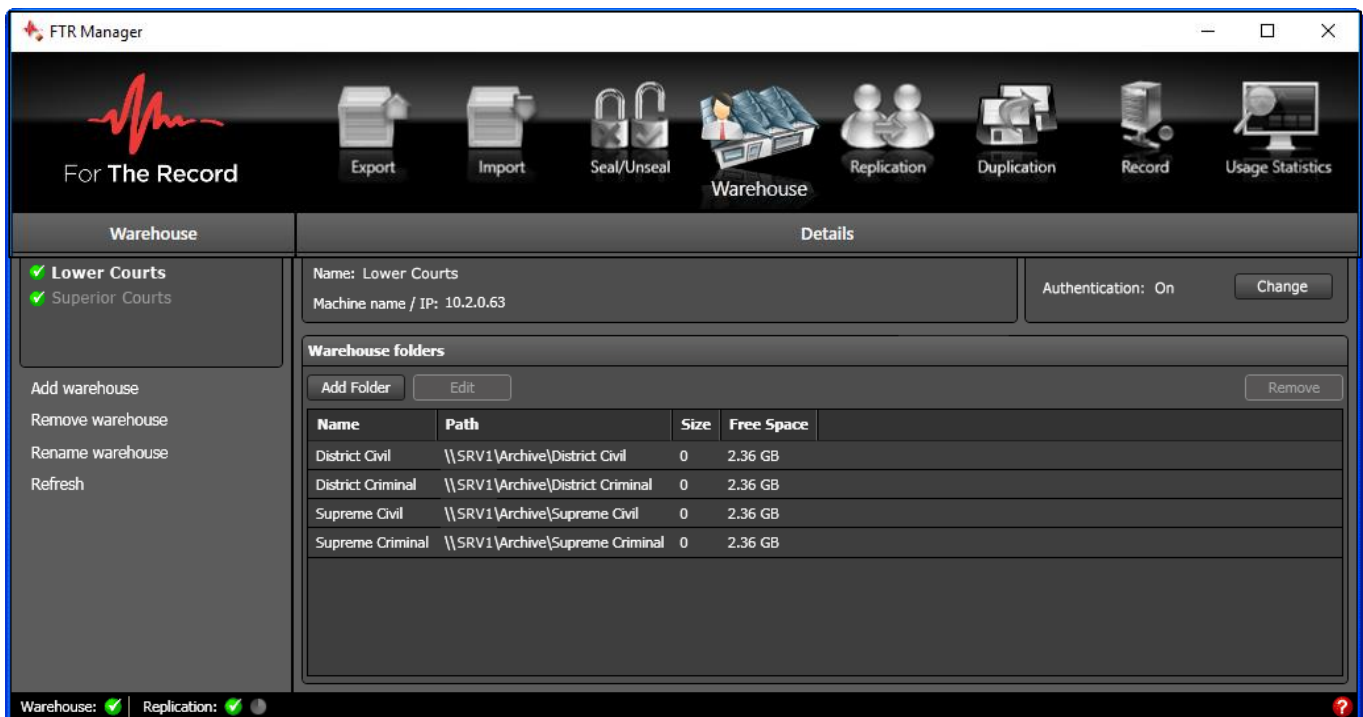 FTR Manager
For The Record
Export
Import
Seal/Unseal
Warehouse
Replication
Duplication
Record
Usage Statistics
Warehouse
Details
Lower Courts
Superior Courts
Name: Lower Courts
Machine name / IP: 10.2.0.63
Authentication: On
Change
Add warehouse
Remove warehouse
Rename warehouse
Refresh
Warehouse folders
Add Folder
Edit
Remove
Name Path Size Free Space
District Civil \\SRV1\Archive\District Civil 0 2.36 GB
District Criminal \\SRV1\Archive\District Criminal 0 2.36 GB
Supreme Civil \\SRV1\Archive\Supreme Civil 0 2.36 GB
Supreme Criminal \\SRV1\Archive\Supreme Criminal 0 2.36 GB
Warehouse: Replication: ?